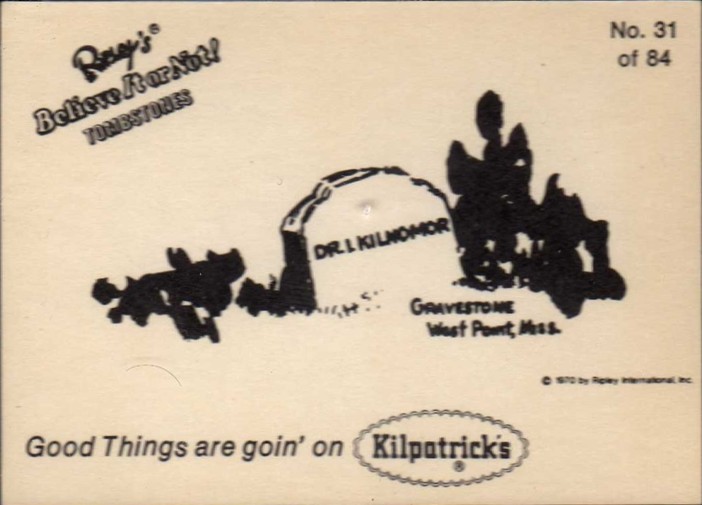 Ripley's®
Believe It or Not!
TOMBSTONES
No. 31
of 84
DR. I. KILNOMOR
GRAVESTONE
West Point, Miss.
© 1970 by Ripley International, Inc.
Good Things are goin' on
Kilpatrick's
®